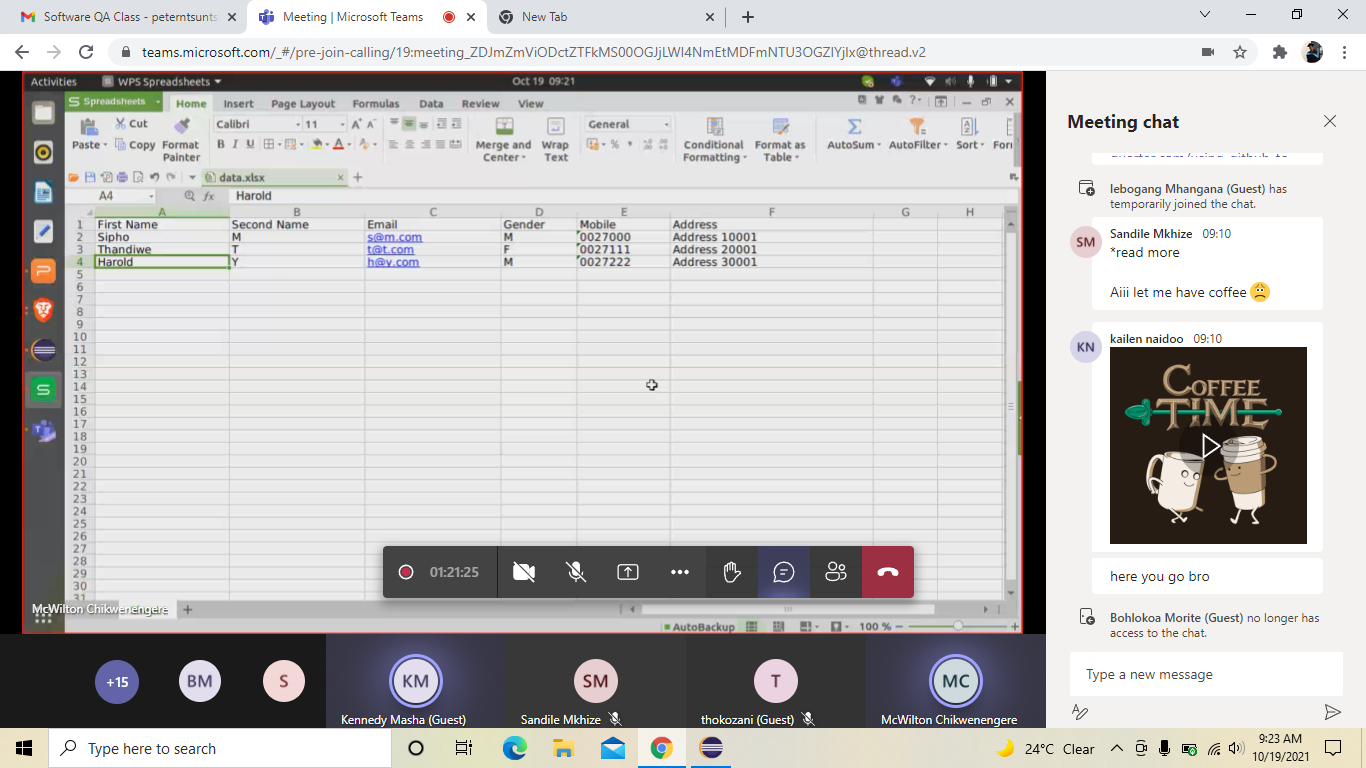 Software QA Class - peterntsunts
Meeting | Microsoft Teams
New Tab
teams.microsoft.com/_#/pre-join-calling/19:meeting_ZDJmZmViODctZTFkMS00OGJjLWI4NmEtMDFmNTU3OGZlYjIx@thread.v2
Activities
WPS Spreadsheets
Oct 19 09:21
S Spreadsheets
Home Insert Page Layout Formulas Data Review View
Paste Cut Copy Format Painter
Calibri 11
B I U A
Merge and Center
Wrap Text
General
Conditional Formatting
Format as Table
AutoSum AutoFilter Sort
data.xlsx
A4 fx Harold
A B C D E F G H
1 First Name Second Name Email Gender Mobile Address
2 Sipho M s@m.com M 0027000 Address 10001
3 Thandiwe T t@t.com F 0027111 Address 20001
4 Harold Y h@y.com M 0027222 Address 30001
5
6
7
8
9
10
11
12
13
14
15
16
17
18
19
20
21
22
23
24
25
26
27
28
29
30
31
01:21:25
McWilton Chikwenengere
AutoBackup
100 %
+15
BM
S
KM
Kennedy Masha (Guest)
SM
Sandile Mkhize
T
thokozani (Guest)
MC
McWilton Chikwenengere
Meeting chat
lebogang Mhangana (Guest) has
temporarily joined the chat.
SM
Sandile Mkhize 09:10
*read more
Aiii let me have coffee
KN
kailen naidoo 09:10
COFFEE
TIME
here you go bro
Bohlokoa Morite (Guest) no longer has
access to the chat.
Type a new message
Type here to search
24°C Clear
9:23 AM
10/19/2021